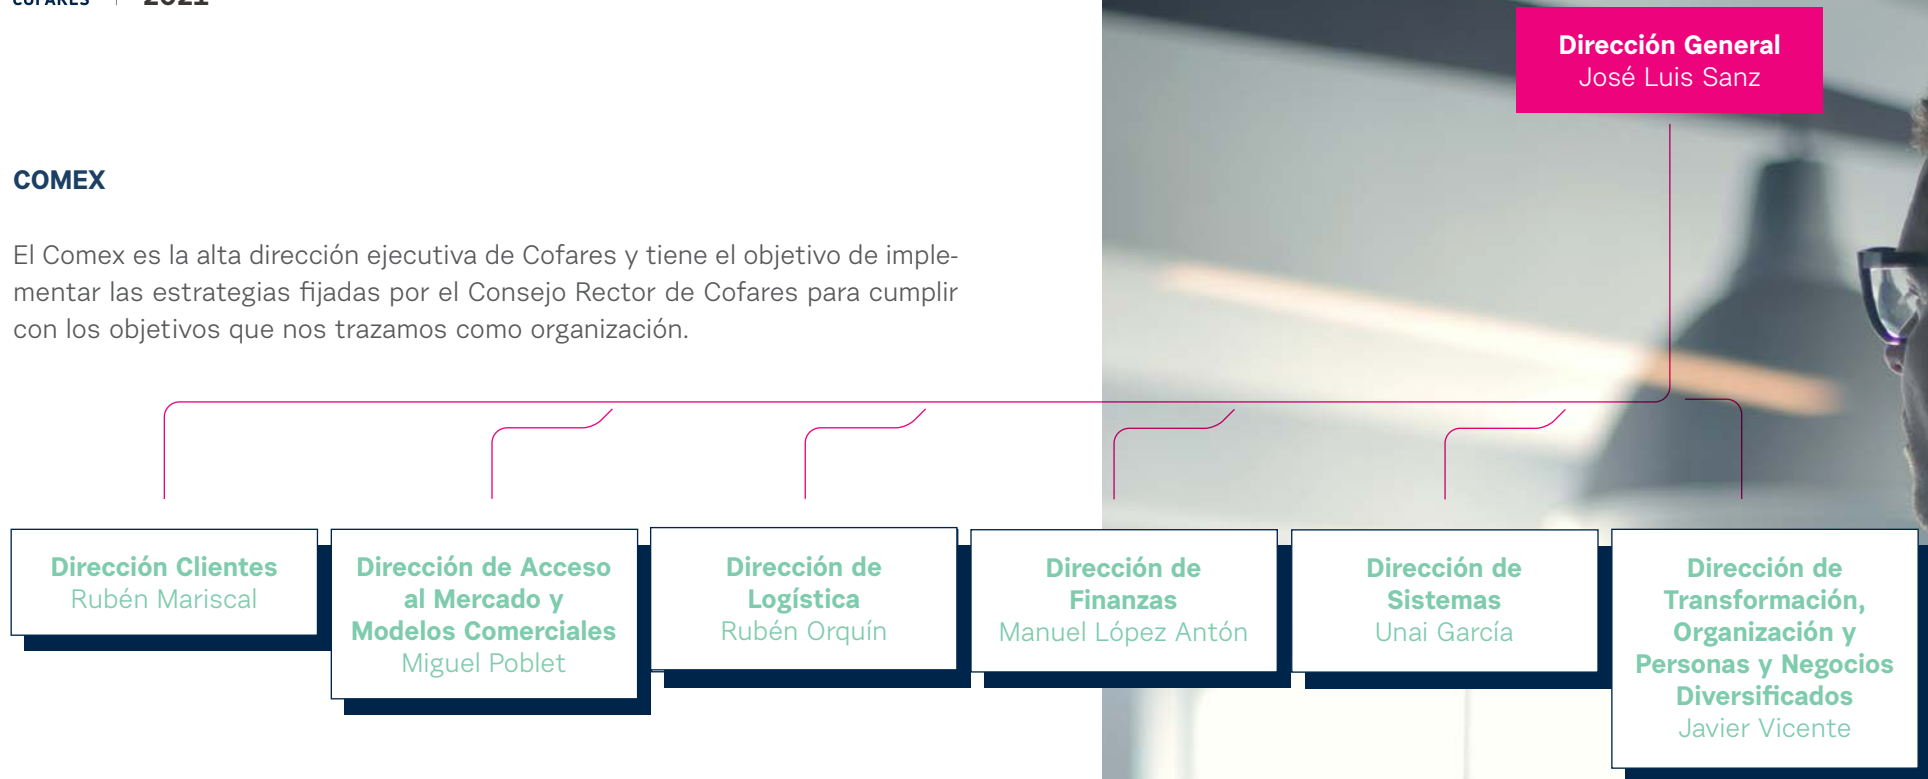 COFARES 2021
Dirección General
José Luis Sanz
COMEX
El Comex es la alta dirección ejecutiva de Cofares y tiene el objetivo de imple-
mentar las estrategias fijadas por el Consejo Rector de Cofares para cumplir
con los objetivos que nos trazamos como organización.
Dirección Clientes
Rubén Mariscal
Dirección de Acceso
al Mercado y
Modelos Comerciales
Miguel Poblet
Dirección de
Logística
Rubén Orquín
Dirección de
Finanzas
Manuel López Antón
Dirección de
Sistemas
Unai García
Dirección de
Transformación,
Organización y
Personas y Negocios
Diversificados
Javier Vicente